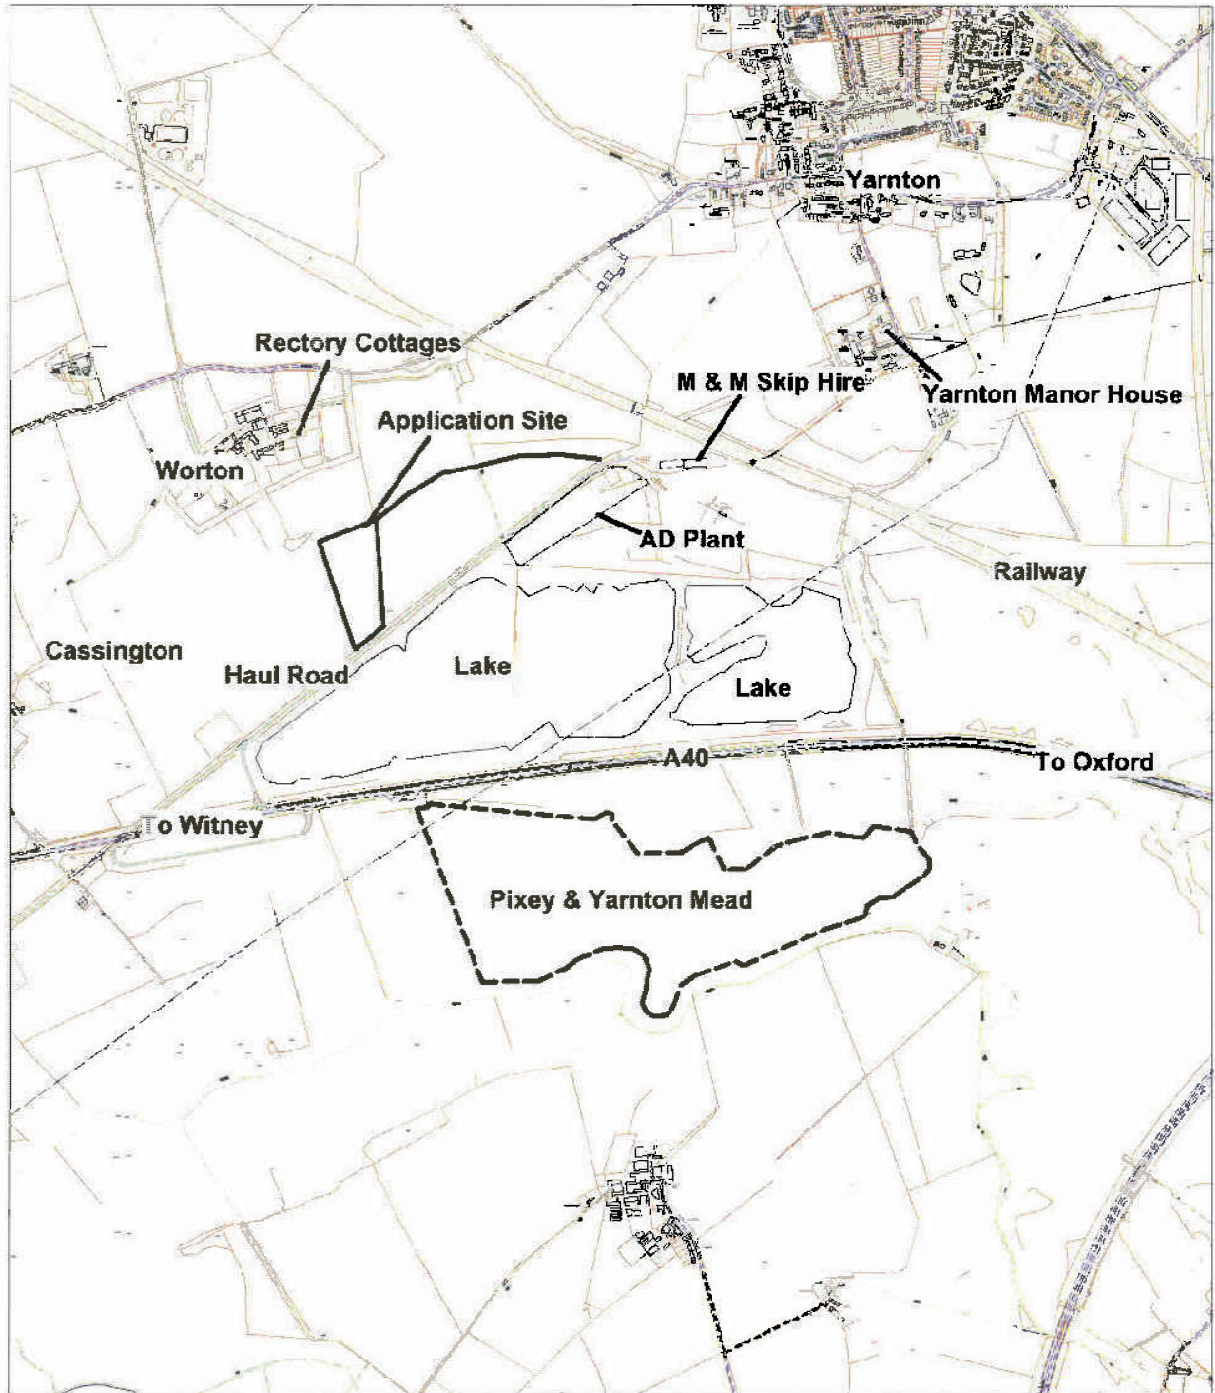 Yarnton
Rectory Cottages
M & M Skip Hire
Yarnton Manor House
Application Site
Worton
AD Plant
Railway
Cassington
Haul Road
Lake
Lake
A40
To Oxford
To Witney
Pixey & Yarnton Mead